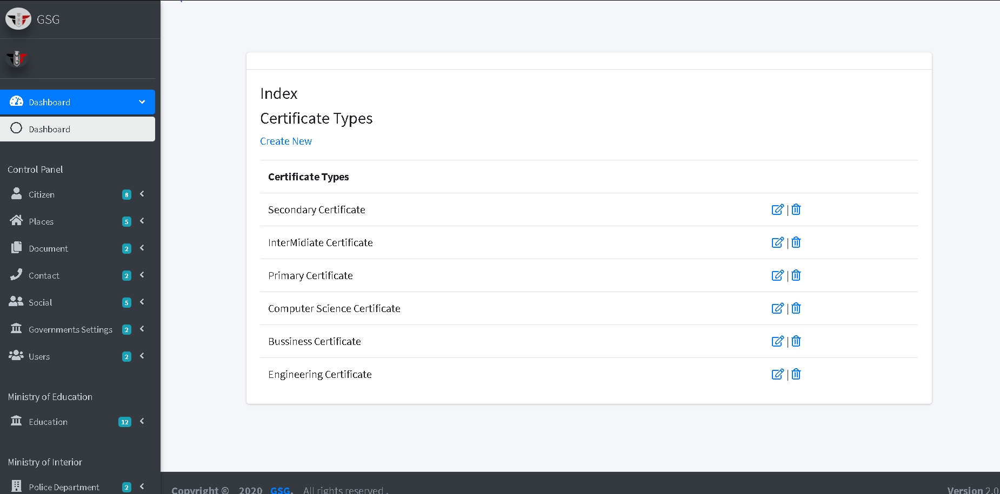 GSG
Dashboard
Dashboard
Control Panel
Citizen 8
Places 5
Document 2
Contact 2
Social 5
Governments Settings 2
Users 2
Ministry of Education
Education 12
Ministry of Interior
Police Department 2
Index
Certificate Types
Create New
Certificate Types
Secondary Certificate |
InterMidiate Certificate |
Primary Certificate |
Computer Science Certificate |
Bussiness Certificate |
Engineering Certificate |
Copyright © 2020 GSG. All rights reserved .
Version 2.0